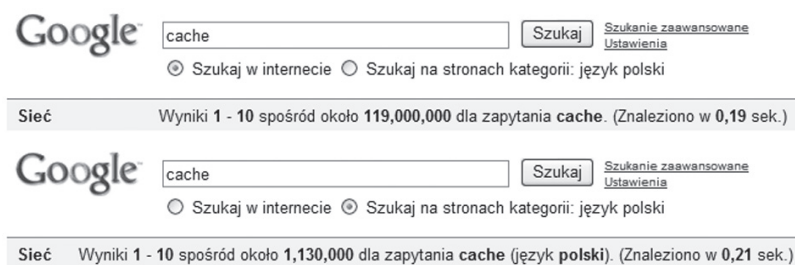 Google™
cache
Szukaj
Szukanie zaawansowane
Ustawienia
Szukaj w internecie Szukaj na stronach kategorii: język polski
Sieć Wyniki 1 - 10 spośród około 119,000,000 dla zapytania cache. (Znaleziono w 0,19 sek.)
Google™
cache
Szukaj
Szukanie zaawansowane
Ustawienia
Szukaj w internecie Szukaj na stronach kategorii: język polski
Sieć Wyniki 1 - 10 spośród około 1,130,000 dla zapytania cache (język polski). (Znaleziono w 0,21 sek.)